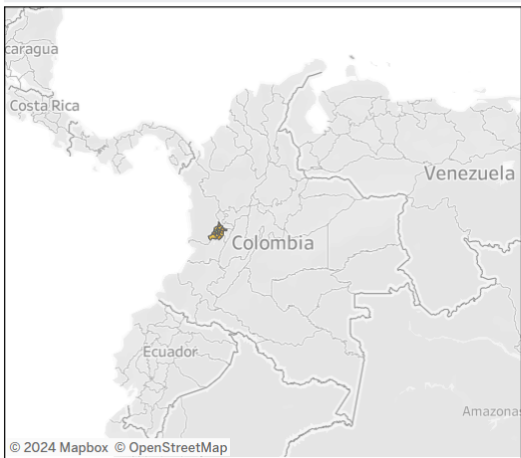 caragua
Costa Rica
Venezuela
Colombia
Ecuador
Amazonas
© 2024 Mapbox © OpenStreetMap